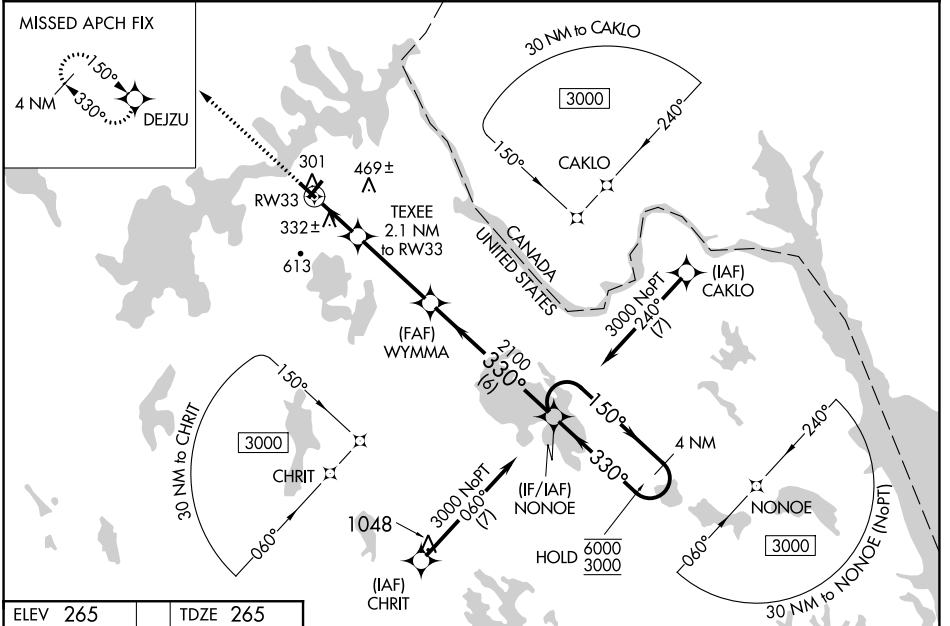 MISSED APCH FIX
150°
4 NM
330°
DEJZU
30 NM to CAKLO
3000
240°
150°
CAKLO
301
469±
RW33
332±
TEXEE
2.1 NM
to RW33
613
CANADA
UNITED STATES
(IAF)
CAKLO
3000 NoPT
240°
(7)
(FAF)
WYMMA
2100
330°
(6)
30 NM to CHRIT
150°
3000
CHRIT
060°
150°
4 NM
330°
(IF/IAF)
NONOE
HOLD
6000
3000
1048
3000 NoPT
060°
(7)
(IAF)
CHRIT
240°
NONOE
060°
3000
30 NM to NONOE (NoPT)
ELEV 265
TDZE 265